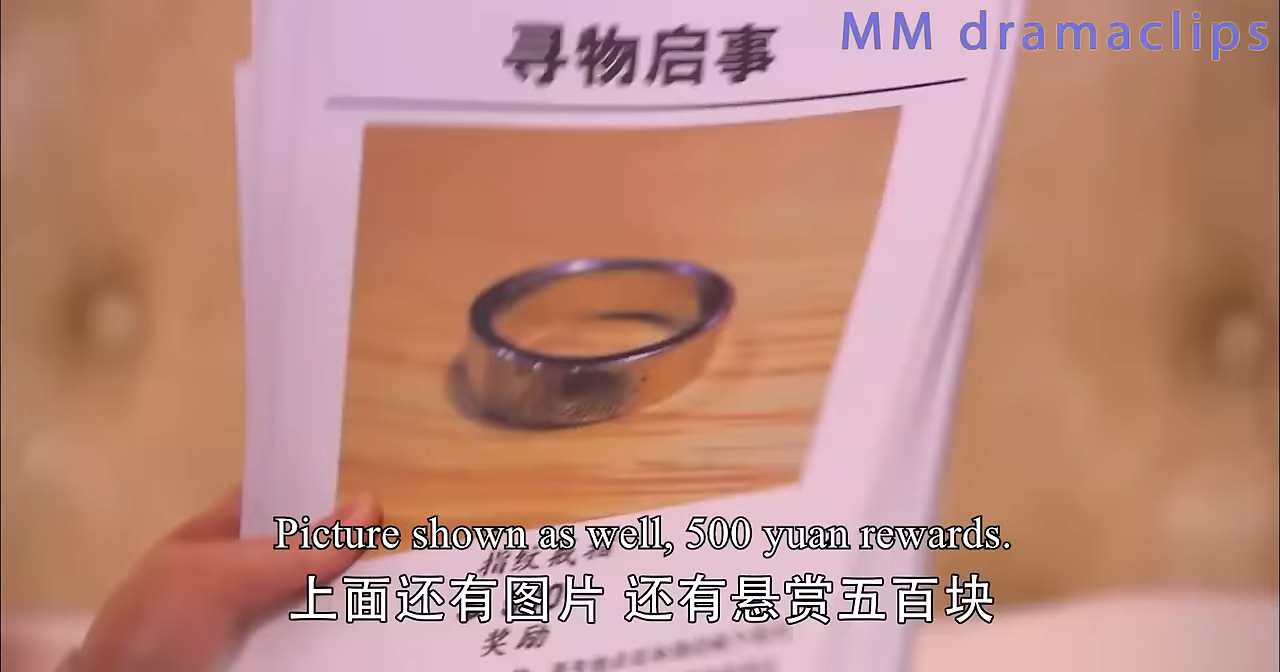 MM dramaclips
寻物启事
Picture shown as well, 500 yuan rewards.
指纹戒指
上面还有图片 还有悬赏五百块
奖励